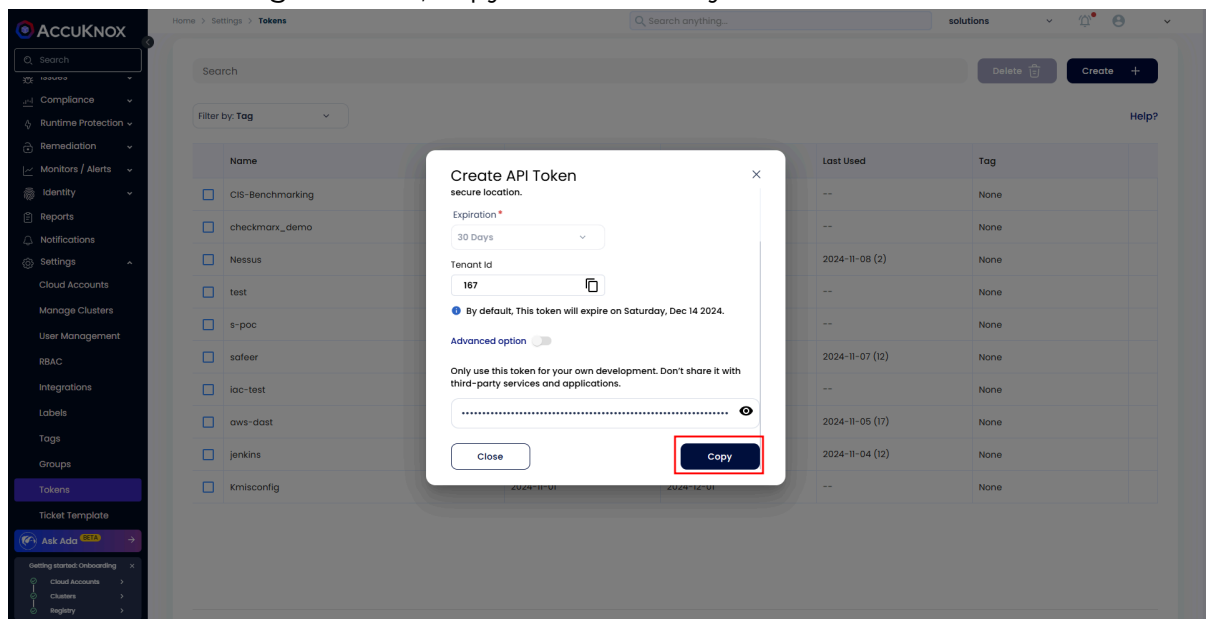 ACCUKNOX
Home > Settings > Tokens
Search anything...
solutions
Search
Issues
Compliance
Runtime Protection
Remediation
Monitors / Alerts
Identity
Reports
Notifications
Settings
Cloud Accounts
Manage Clusters
User Management
RBAC
Integrations
Labels
Tags
Groups
Tokens
Ticket Template
Ask Ada BETA
Getting started: Onboarding
Cloud Accounts
Clusters
Registry
Search
Delete
Create +
Filter by: Tag
Help?
Name Last Used Tag
CIS-Benchmarking -- None
checkmarx_demo -- None
Nessus 2024-11-08 (2) None
test -- None
s-poc -- None
safeer 2024-11-07 (12) None
iac-test -- None
aws-dast 2024-11-05 (17) None
jenkins 2024-11-04 (12) None
Kmisconfig 2024-11-01 2024-12-01 -- None
Create API Token
secure location.
Expiration *
30 Days
Tenant Id
167
By default, This token will expire on Saturday, Dec 14 2024.
Advanced option
Only use this token for your own development. Don't share it with
third-party services and applications.
Close
Copy